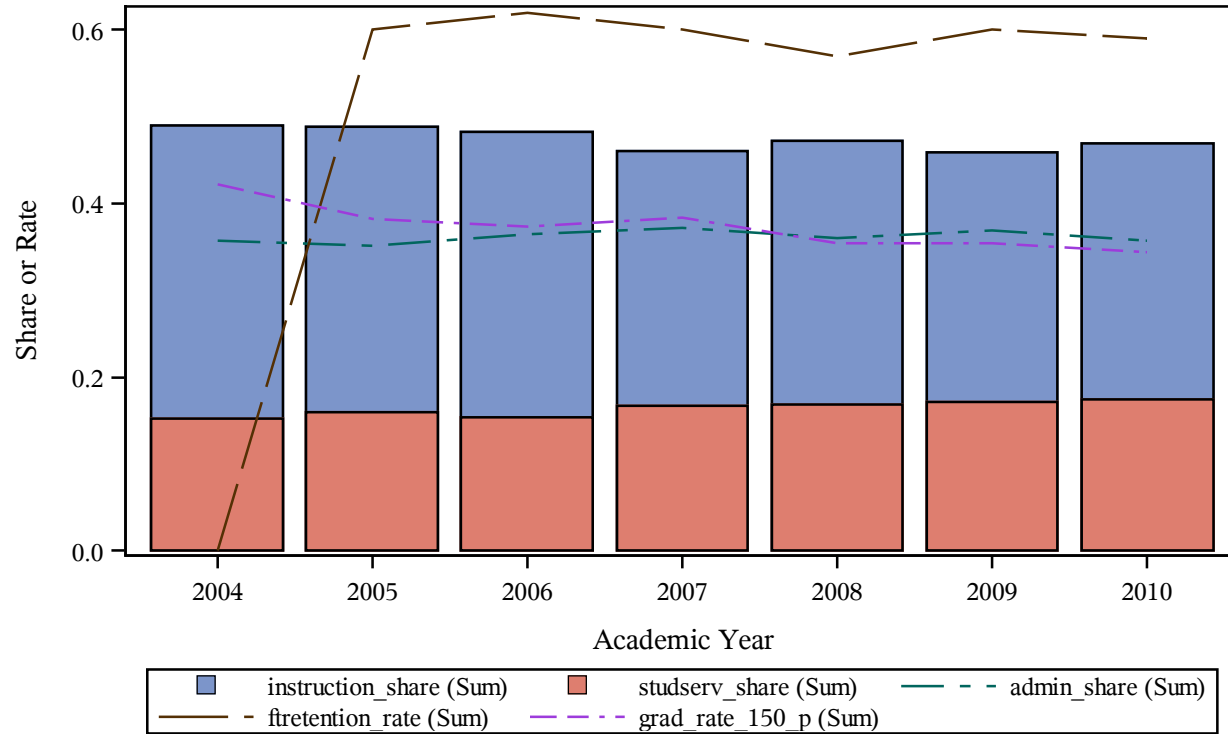 Share or Rate
0.6
0.4
0.2
0.0
2004 2005 2006 2007 2008 2009 2010
Academic Year
instruction_share (Sum) studserv_share (Sum) admin_share (Sum)
ftretention_rate (Sum) grad_rate_150_p (Sum)